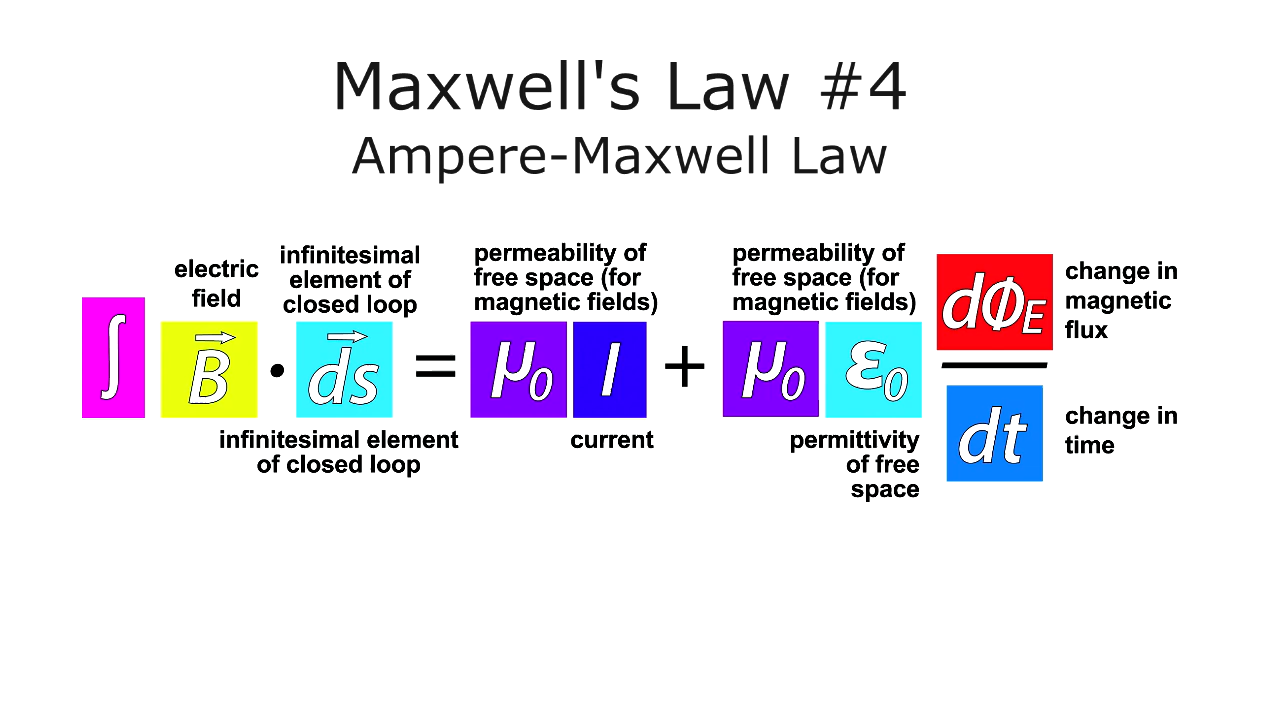 Maxwell's Law #4
Ampere-Maxwell Law
electric
field
infinitesimal
element of
closed loop
permeability of
free space (for
magnetic fields)
permeability of
free space (for
magnetic fields)
change in
magnetic
flux
∫ B⃗ · d⃗s = μ₀ I + μ₀ ε₀ dΦ_E
dt
infinitesimal element
of closed loop
current
permittivity
of free
space
change in
time